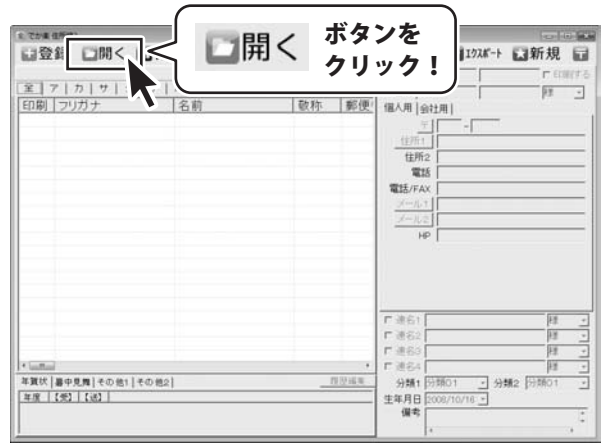 ボタンを
クリック！
開く
でか楽 住所録
登録 開く エクスポート 新規
印刷する
全 ア カ サ
様
印刷 フリガナ 名前 敬称 郵便
個人用 会社用
〒 -
住所1
住所2
電話
電話/FAX
メール1
メール2
HP
連名1 様
連名2 様
連名3 様
連名4 様
年賀状 暑中見舞 その他1 その他2 履歴編集
分類1 分類01 分類2 分類01
年度 【受】 【送】
生年月日 2008/10/16
備考